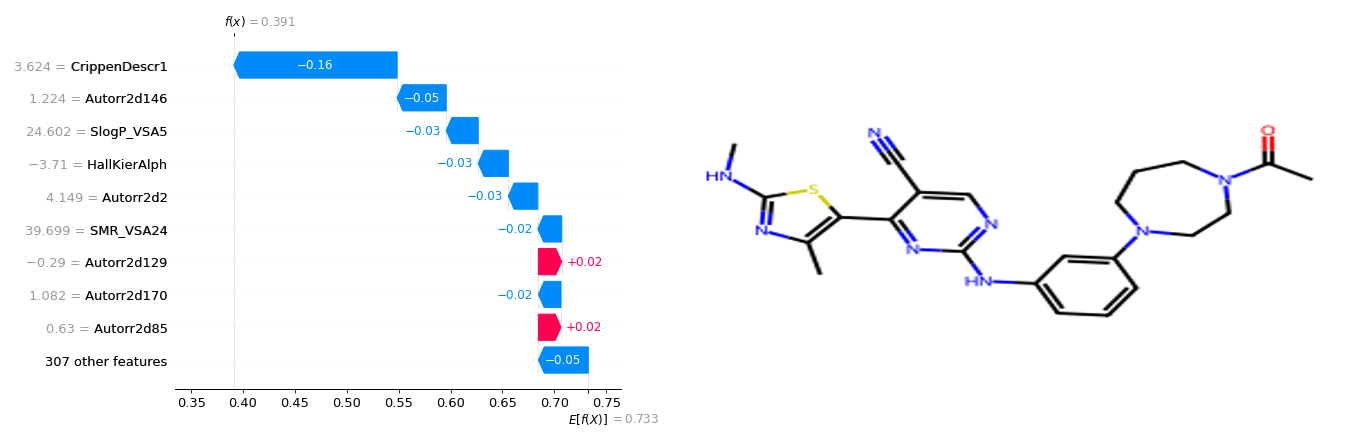 f(x) = 0.391
3.624 = CrippenDescr1
−0.16
1.224 = Autorr2d146
−0.05
24.602 = SlogP_VSA5
−0.03
−3.71 = HallKierAlph
−0.03
4.149 = Autorr2d2
−0.03
39.699 = SMR_VSA24
−0.02
−0.29 = Autorr2d129
+0.02
1.082 = Autorr2d170
−0.02
0.63 = Autorr2d85
+0.02
307 other features
−0.05
0.35 0.40 0.45 0.50 0.55 0.60 0.65 0.70 0.75
E[f(X)] = 0.733
N
O
HN
S
N
N
N
N
N
HN